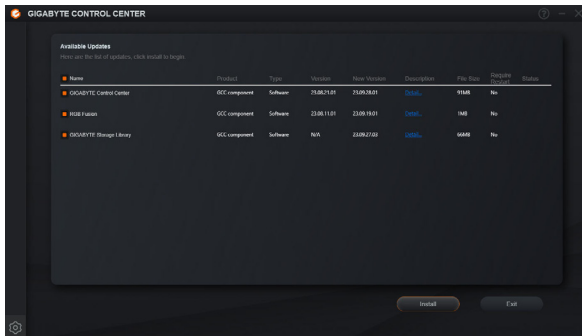 GIGABYTE CONTROL CENTER
Available Updates
Here are the list of updates, click install to begin.
Name Product Type Version New Version Description File Size Require Restart Status
GIGABYTE Control Center GCC component Software 23.08.21.01 23.09.28.01 Detail... 91MB No
RGB Fusion GCC component Software 23.08.11.01 23.09.19.01 Detail... 1MB No
GIGABYTE Storage Library GCC component Software N/A 23.09.27.03 Detail... 66MB No
Install Exit